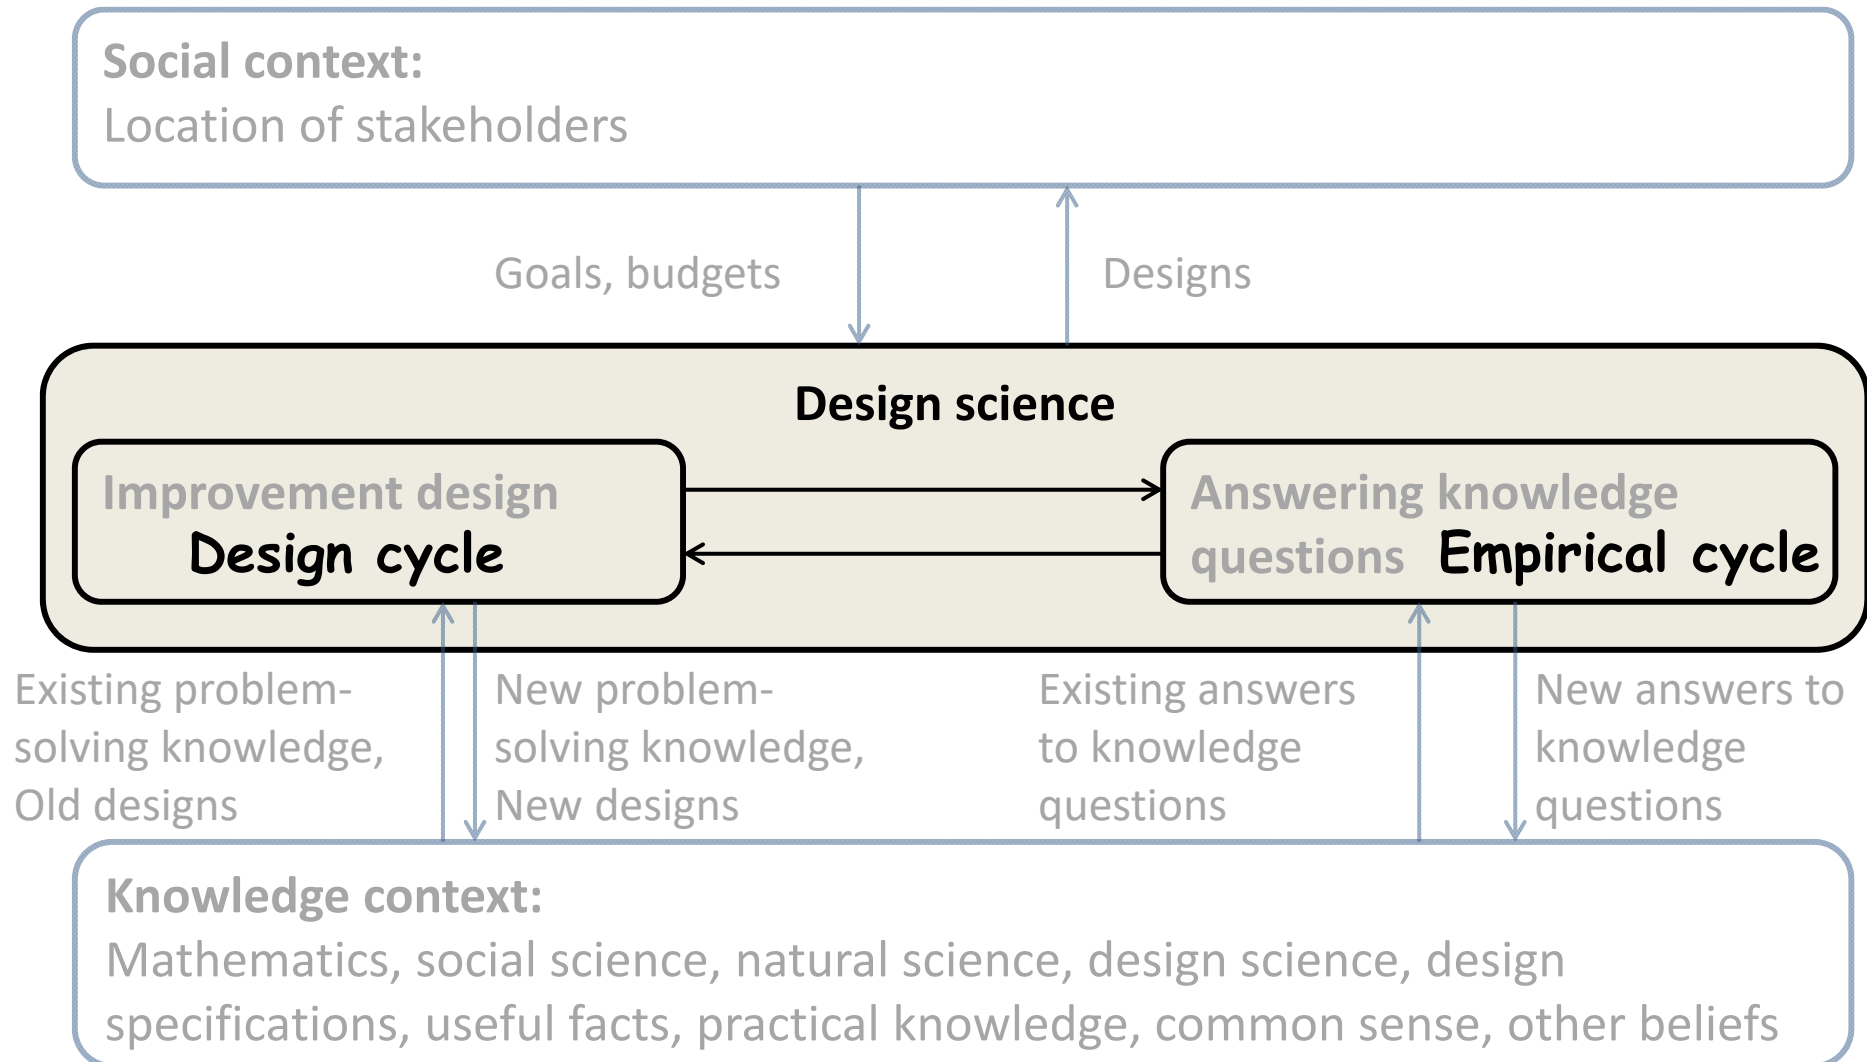 Social context:
Location of stakeholders
Goals, budgets
Designs
Design science
Improvement design
Design cycle
Answering knowledge
questions Empirical cycle
Existing problem-
solving knowledge,
Old designs
New problem-
solving knowledge,
New designs
Existing answers
to knowledge
questions
New answers to
knowledge
questions
Knowledge context:
Mathematics, social science, natural science, design science, design
specifications, useful facts, practical knowledge, common sense, other beliefs